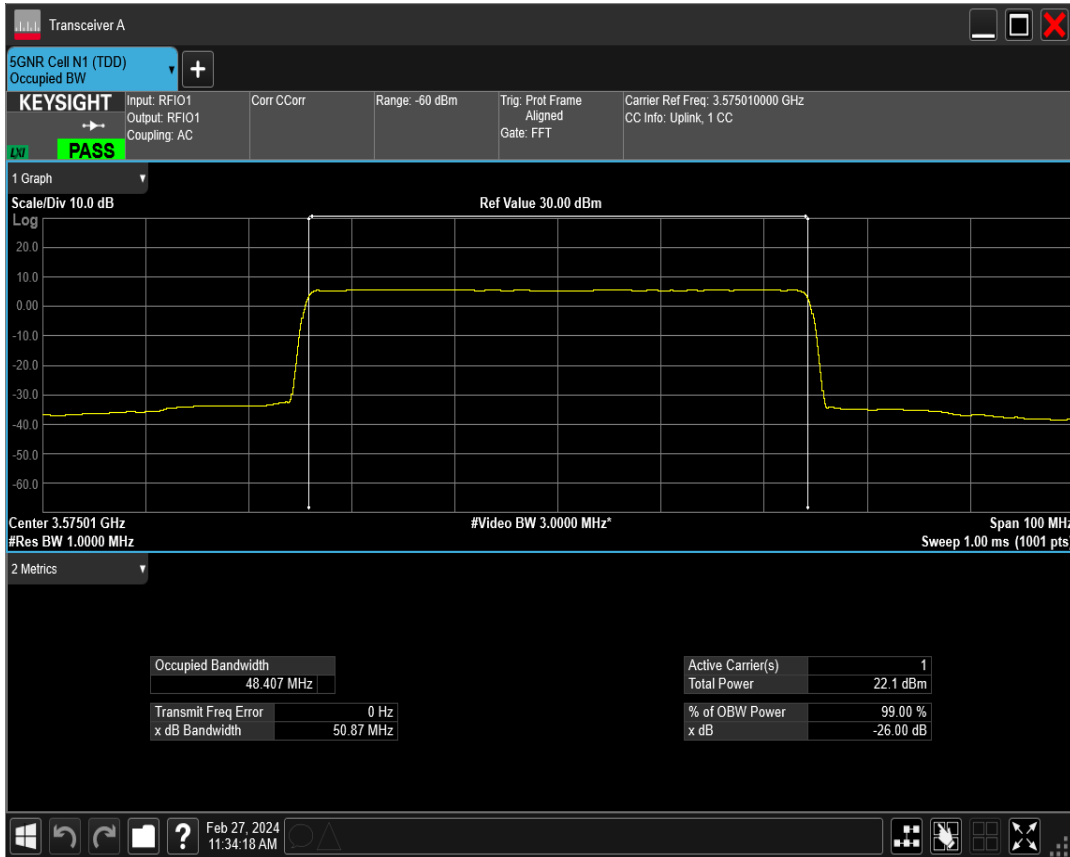 Transceiver A
5GNR Cell N1 (TDD)
Occupied BW
+
KEYSIGHT
LXI
PASS
Input: RFIO1
Output: RFIO1
Coupling: AC
Corr CCorr
Range: -60 dBm
Trig: Prot Frame
Aligned
Gate: FFT
Carrier Ref Freq: 3.575010000 GHz
CC Info: Uplink, 1 CC
1 Graph
Scale/Div 10.0 dB
Ref Value 30.00 dBm
Log
20.0
10.0
0.00
-10.0
-20.0
-30.0
-40.0
-50.0
-60.0
Center 3.57501 GHz
#Video BW 3.0000 MHz*
Span 100 MHz
#Res BW 1.0000 MHz
Sweep 1.00 ms (1001 pts)
2 Metrics
Occupied Bandwidth
48.407 MHz
Transmit Freq Error 0 Hz
x dB Bandwidth 50.87 MHz
Active Carrier(s) 1
Total Power 22.1 dBm
% of OBW Power 99.00 %
x dB -26.00 dB
?
Feb 27, 2024
11:34:18 AM